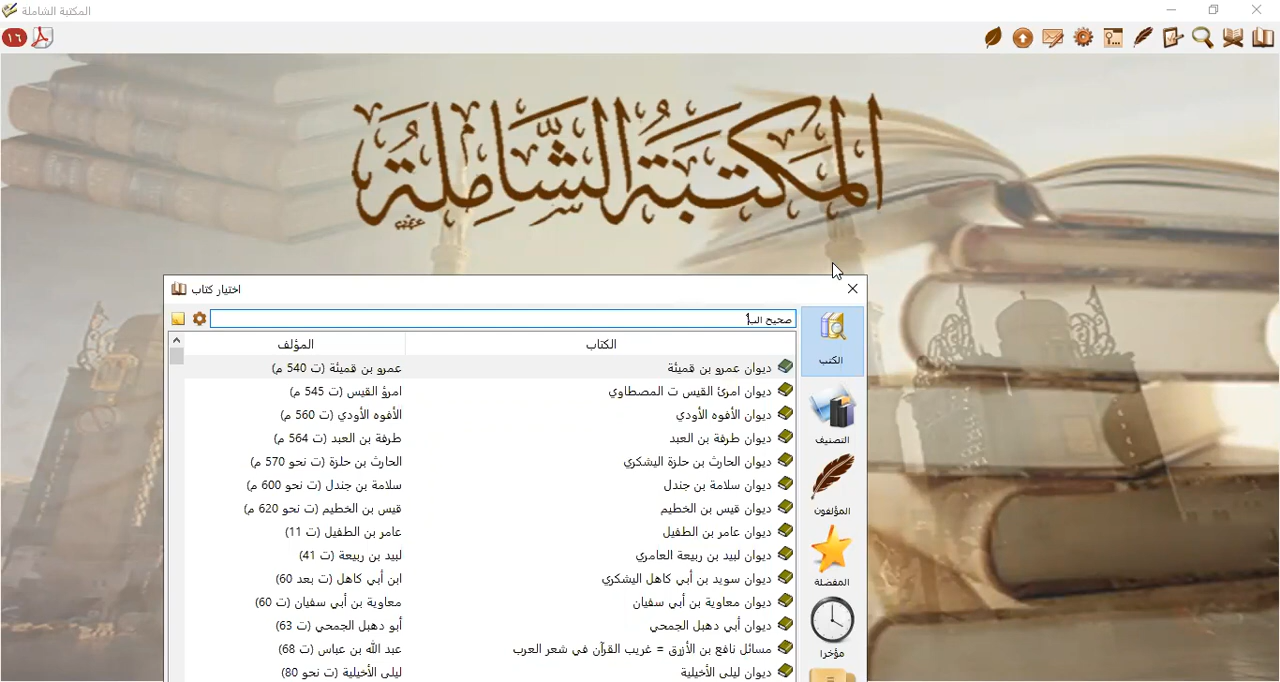 المكتبة الشاملة
١٦
المكتبة الشاملة
اختيار كتاب
صحيح الب
الكتاب المؤلف
ديوان عمرو بن قميئة عمرو بن قميئة (ت 540 م)
ديوان امرئ القيس ت المصطاوي امرؤ القيس (ت 545 م)
ديوان الأفوه الأودي الأفوه الأودي (ت 560 م)
ديوان طرفة بن العبد طرفة بن العبد (ت 564 م)
ديوان الحارث بن حلزة اليشكري الحارث بن حلزة (ت نحو 570 م)
ديوان سلامة بن جندل سلامة بن جندل (ت نحو 600 م)
ديوان قيس بن الخطيم قيس بن الخطيم (ت نحو 620 م)
ديوان عامر بن الطفيل عامر بن الطفيل (ت 11)
ديوان لبيد بن ربيعة العامري لبيد بن ربيعة (ت 41)
ديوان سويد بن أبي كاهل اليشكري ابن أبي كاهل (ت بعد 60)
ديوان معاوية بن أبي سفيان معاوية بن أبي سفيان (ت 60)
ديوان أبي دهبل الجمحي أبو دهبل الجمحي (ت 63)
مسائل نافع بن الأزرق = غريب القرآن في شعر العرب عبد الله بن عباس (ت 68)
ديوان ليلى الأخيلية ليلى الأخيلية (ت نحو 80)
الكتب
التصنيف
المؤلفون
المفضلة
مؤخرا